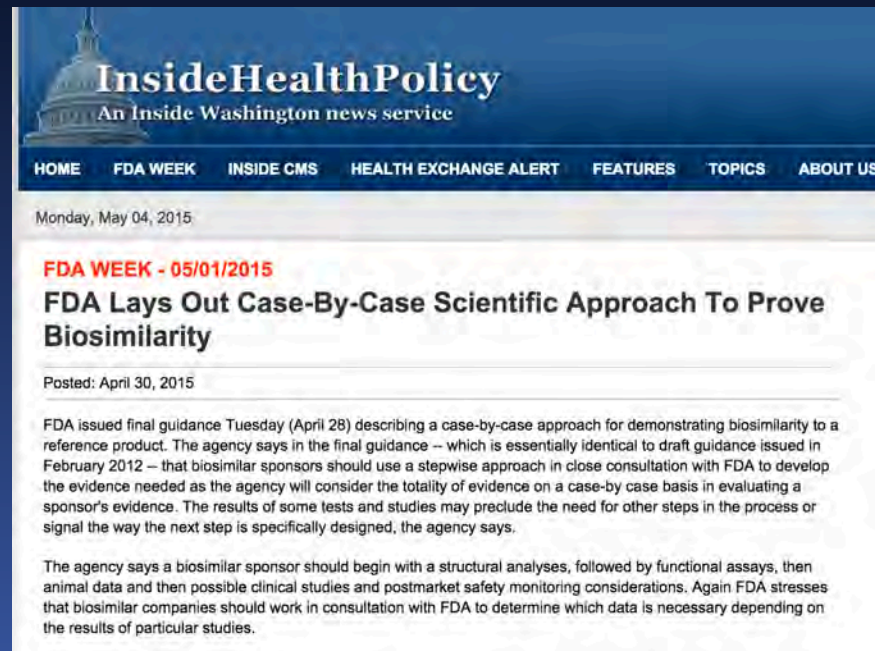 InsideHealthPolicy
An Inside Washington news service
HOME FDA WEEK INSIDE CMS HEALTH EXCHANGE ALERT FEATURES TOPICS ABOUT US
Monday, May 04, 2015
FDA WEEK - 05/01/2015
FDA Lays Out Case-By-Case Scientific Approach To Prove
Biosimilarity
Posted: April 30, 2015
FDA issued final guidance Tuesday (April 28) describing a case-by-case approach for demonstrating biosimilarity to a
reference product. The agency says in the final guidance -- which is essentially identical to draft guidance issued in
February 2012 -- that biosimilar sponsors should use a stepwise approach in close consultation with FDA to develop
the evidence needed as the agency will consider the totality of evidence on a case-by case basis in evaluating a
sponsor's evidence. The results of some tests and studies may preclude the need for other steps in the process or
signal the way the next step is specifically designed, the agency says.
The agency says a biosimilar sponsor should begin with a structural analyses, followed by functional assays, then
animal data and then possible clinical studies and postmarket safety monitoring considerations. Again FDA stresses
that biosimilar companies should work in consultation with FDA to determine which data is necessary depending on
the results of particular studies.